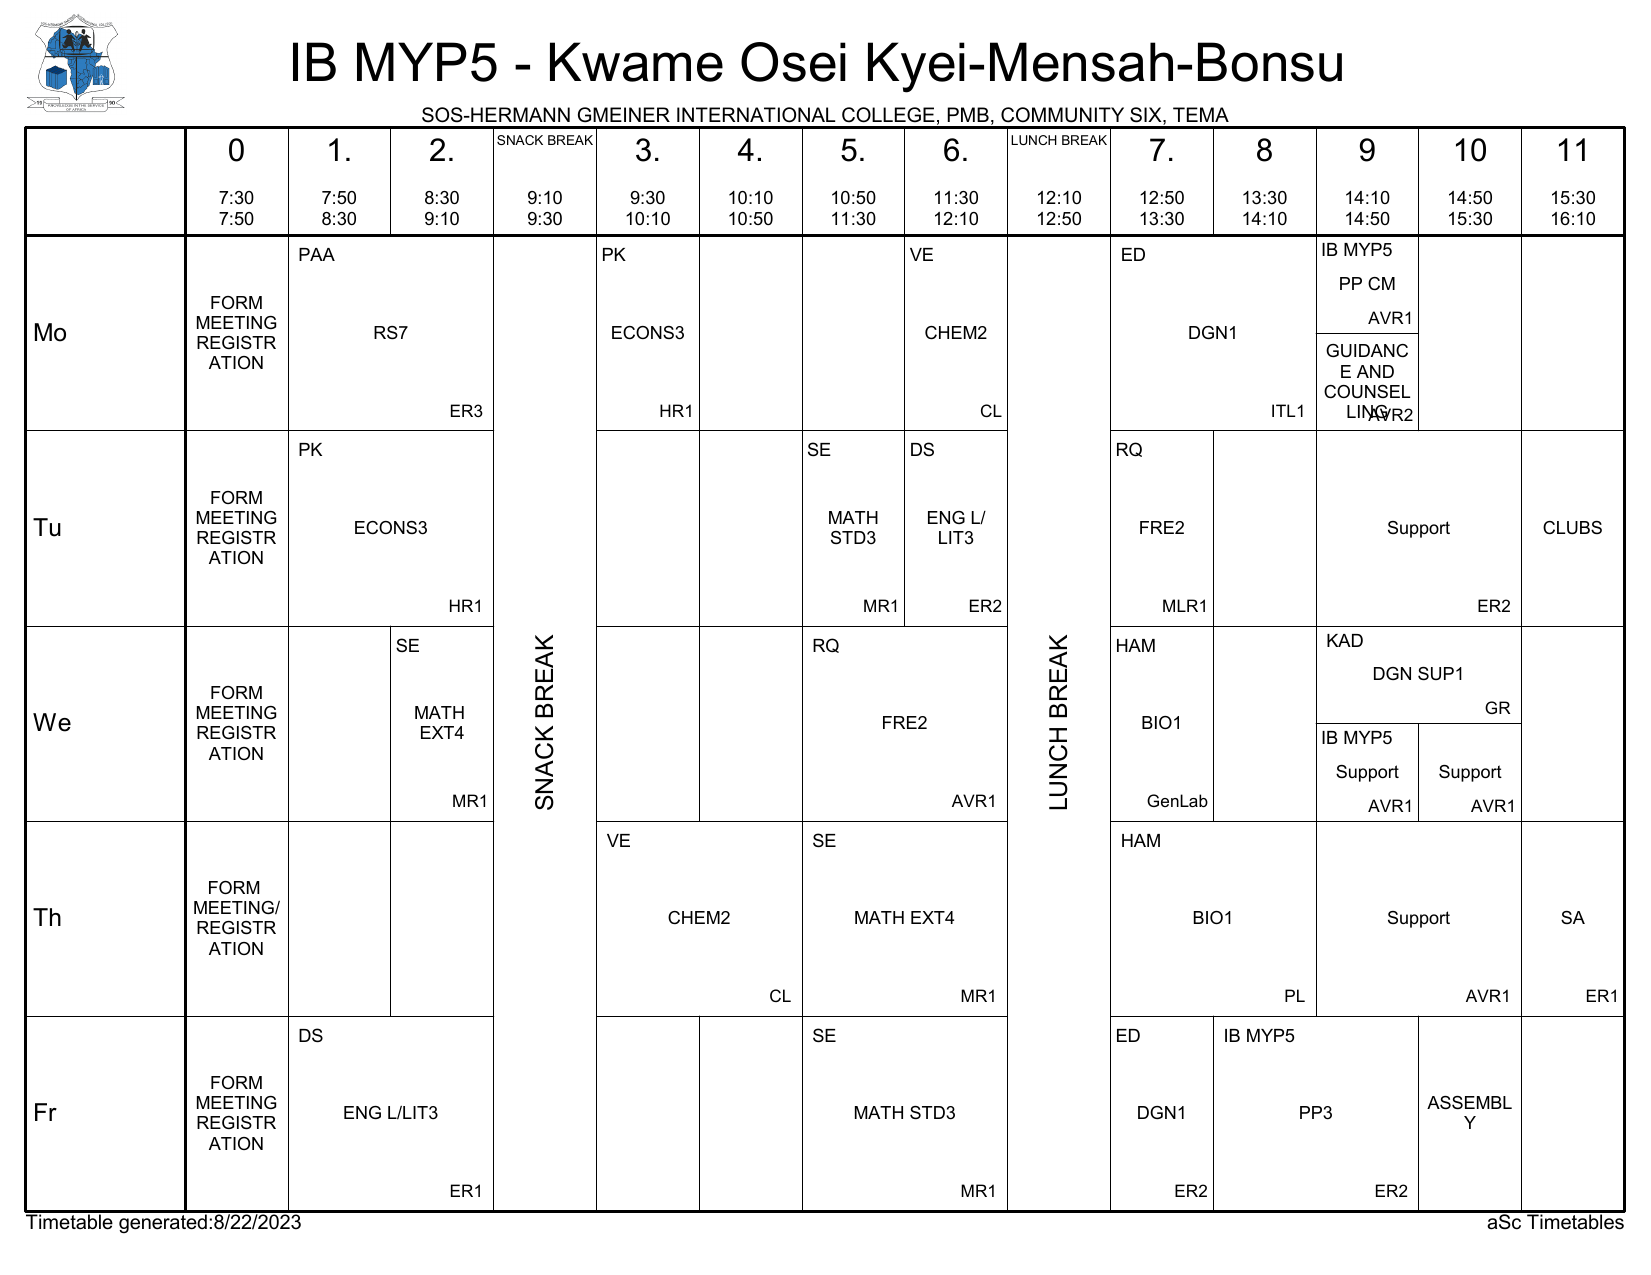 IB MYP5 - Kwame Osei Kyei-Mensah-Bonsu
SOS-HERMANN GMEINER INTERNATIONAL COLLEGE, PMB, COMMUNITY SIX, TEMA
0 1. 2. SNACK BREAK 3. 4. 5. 6. LUNCH BREAK 7. 8 9 10 11
7:30 7:50 8:30 9:10 9:30 10:10 10:50 11:30 12:10 12:50 13:30 14:10 14:50 15:30
7:50 8:30 9:10 9:30 10:10 10:50 11:30 12:10 12:50 13:30 14:10 14:50 15:30 16:10
Mo
FORM
MEETING
REGISTR
ATION
PAA
RS7
ER3
PK
ECONS3
HR1
VE
CHEM2
CL
ED
DGN1
ITL1
IB MYP5
PP CM
AVR1
GUIDANC
E AND
COUNSEL
LING
AVR2
Tu
FORM
MEETING
REGISTR
ATION
PK
ECONS3
HR1
SE
MATH
STD3
MR1
DS
ENG L/
LIT3
ER2
RQ
FRE2
MLR1
Support
ER2
CLUBS
We
FORM
MEETING
REGISTR
ATION
SE
MATH
EXT4
MR1
SNACK BREAK
RQ
FRE2
AVR1
LUNCH BREAK
HAM
BIO1
GenLab
KAD
DGN SUP1
GR
IB MYP5
Support
AVR1
Support
AVR1
Th
FORM
MEETING/
REGISTR
ATION
VE
CHEM2
CL
SE
MATH EXT4
MR1
HAM
BIO1
PL
Support
AVR1
SA
ER1
Fr
FORM
MEETING
REGISTR
ATION
DS
ENG L/LIT3
ER1
SE
MATH STD3
MR1
ED
DGN1
ER2
IB MYP5
PP3
ER2
ASSEMBL
Y
Timetable generated:8/22/2023
aSc Timetables